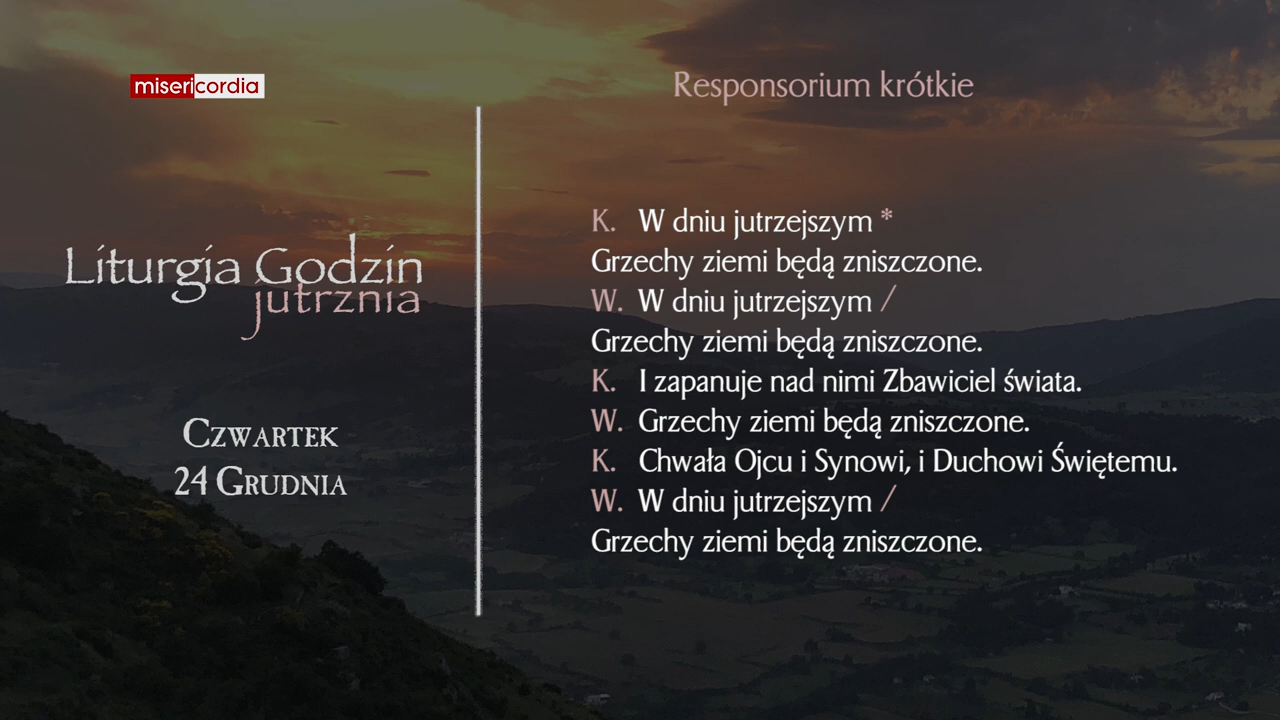 misericordia
Liturgia Godzin
jutrznia
Czwartek
24 Grudnia
Responsorium krótkie
K. W dniu jutrzejszym *
Grzechy ziemi będą zniszczone.
W. W dniu jutrzejszym /
Grzechy ziemi będą zniszczone.
K. I zapanuje nad nimi Zbawiciel świata.
W. Grzechy ziemi będą zniszczone.
K. Chwała Ojcu i Synowi, i Duchowi Świętemu.
W. W dniu jutrzejszym /
Grzechy ziemi będą zniszczone.